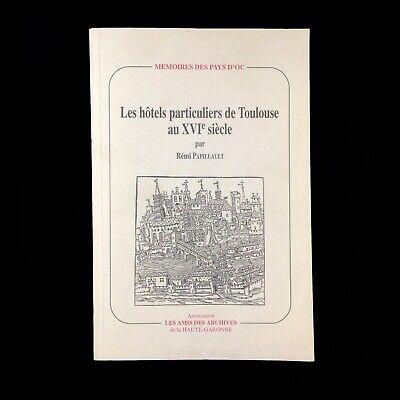 MEMOIRES DES PAYS D'OC
Les hôtels particuliers de Toulouse
au XVIe siècle
par
Rémi PAPILLAULT
Association
LES AMIS DES ARCHIVES
de la HAUTE-GARONNE